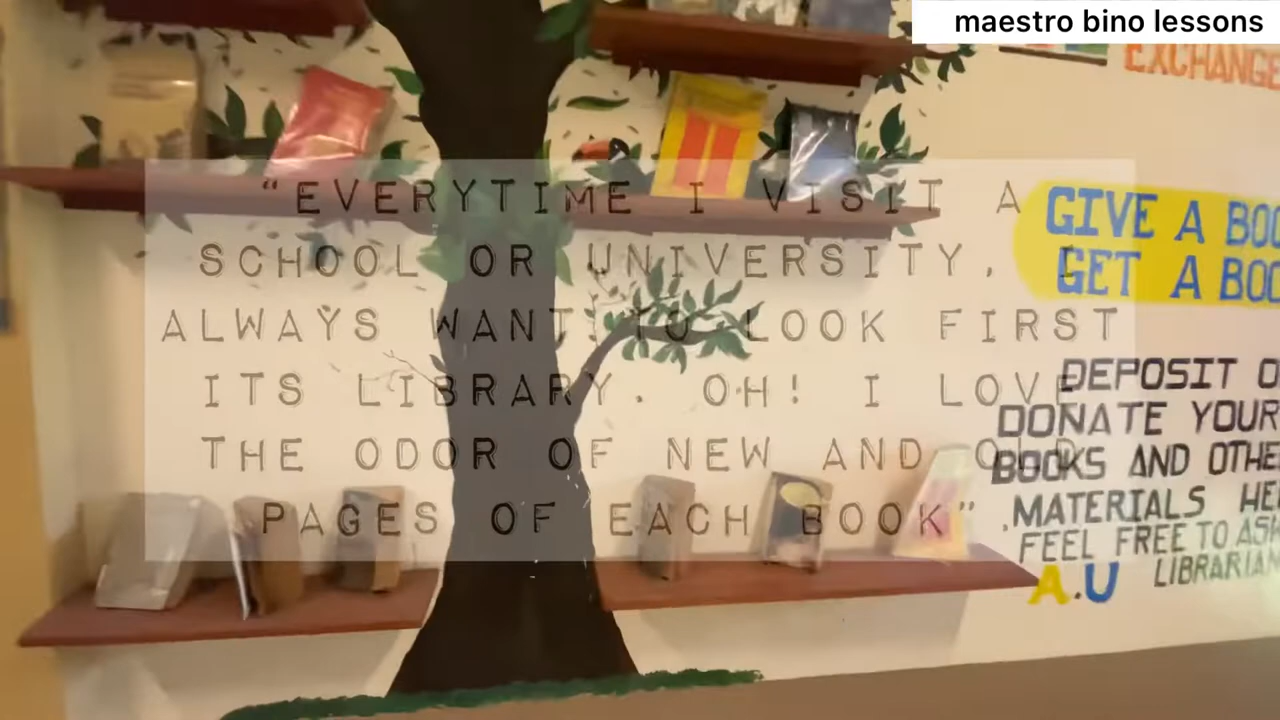 maestro bino lessons
EXCHANGE
"EVERYTIME I VISIT A
SCHOOL OR UNIVERSITY, I
ALWAYS WANT TO LOOK FIRST
ITS LIBRARY. OH! I LOVE
THE ODOR OF NEW AND OLD
PAGES OF EACH BOOK"
GIVE A BOO
GET A BOO
DEPOSIT O
DONATE YOUR
BOOKS AND OTHE
MATERIALS HE
FEEL FREE TO ASK
A.U LIBRARIAN